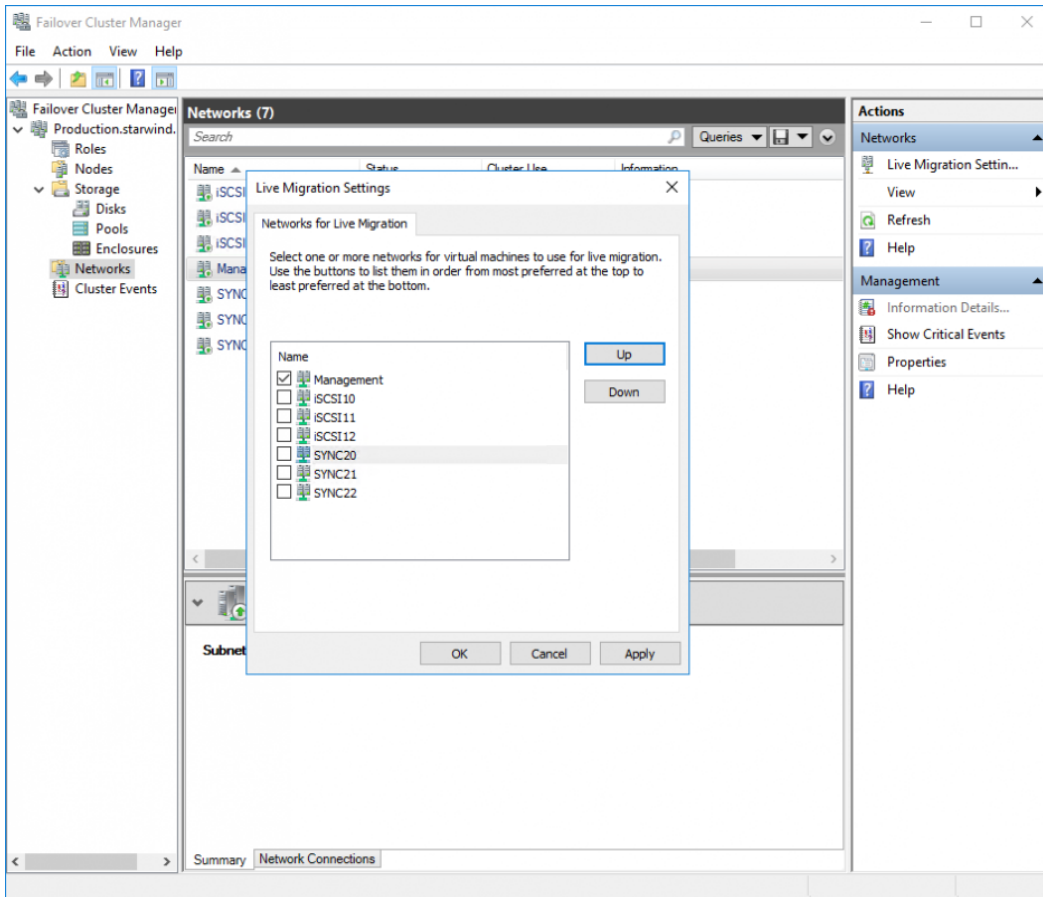 Failover Cluster Manager
File Action View Help
Failover Cluster Manager
Production.starwind.
Roles
Nodes
Storage
Disks
Pools
Enclosures
Networks
Cluster Events
Networks (7)
Search
Queries
Name Status Cluster Use Information
iSCSI
iSCSI
iSCSI
Mana
SYNC
SYNC
SYNC
Live Migration Settings
Networks for Live Migration
Select one or more networks for virtual machines to use for live migration.
Use the buttons to list them in order from most preferred at the top to
least preferred at the bottom.
Name
Management
iSCSI10
iSCSI11
iSCSI12
SYNC20
SYNC21
SYNC22
Up
Down
OK Cancel Apply
Subnet
Summary Network Connections
Actions
Networks
Live Migration Settin...
View
Refresh
Help
Management
Information Details...
Show Critical Events
Properties
Help